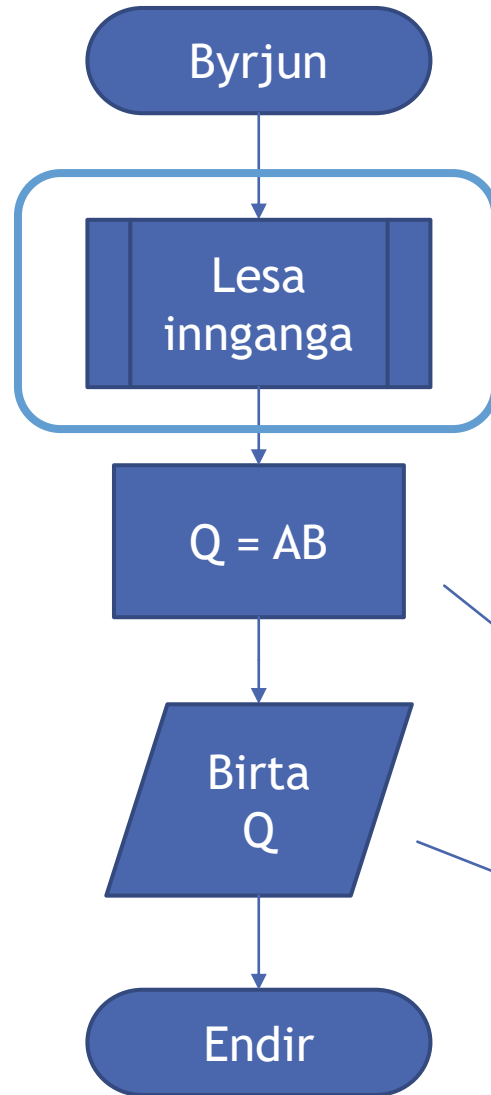 Byrjun
Lesa
innganga
Q = AB
Birta
Q
Endir